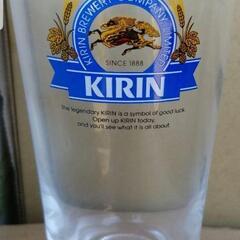 KIRIN BREWERY COMPANY, LIMITED
SINCE 1888
KIRIN
The legendary KIRIN is a symbol of good luck.
Open up KIRIN today,
and you'll see what it is all about.